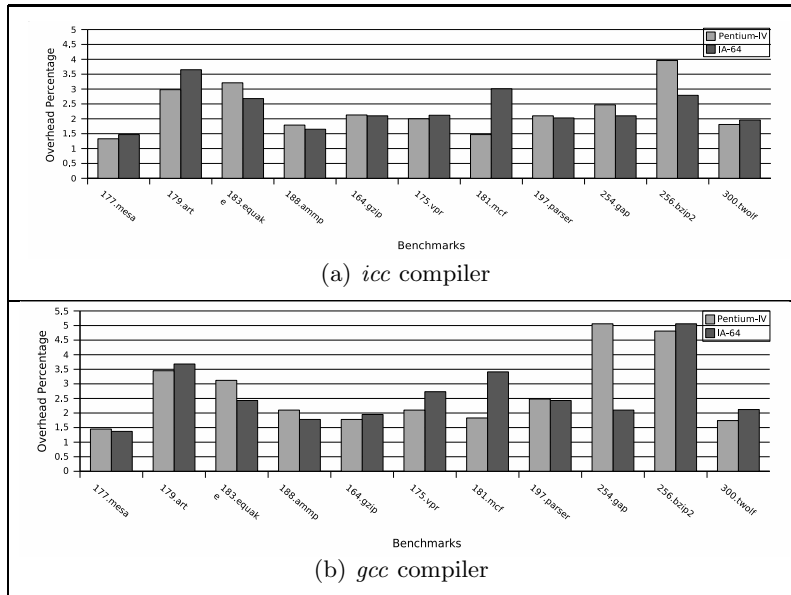 5
4.5
4
3.5
3
2.5
2
1.5
1
0.5
0
Overhead Percentage
Pentium-IV
IA-64
177.mesa
179.art
183.equak
e
188.ammp
164.gzip
175.vpr
181.mcf
197.parser
254.gap
256.bzip2
300.twolf
Benchmarks
(a) icc compiler
5.5
5
4.5
4
3.5
3
2.5
2
1.5
1
0.5
0
Overhead Percentage
Pentium-IV
IA-64
177.mesa
179.art
183.equak
e
188.ammp
164.gzip
175.vpr
181.mcf
197.parser
254.gap
256.bzip2
300.twolf
Benchmarks
(b) gcc compiler